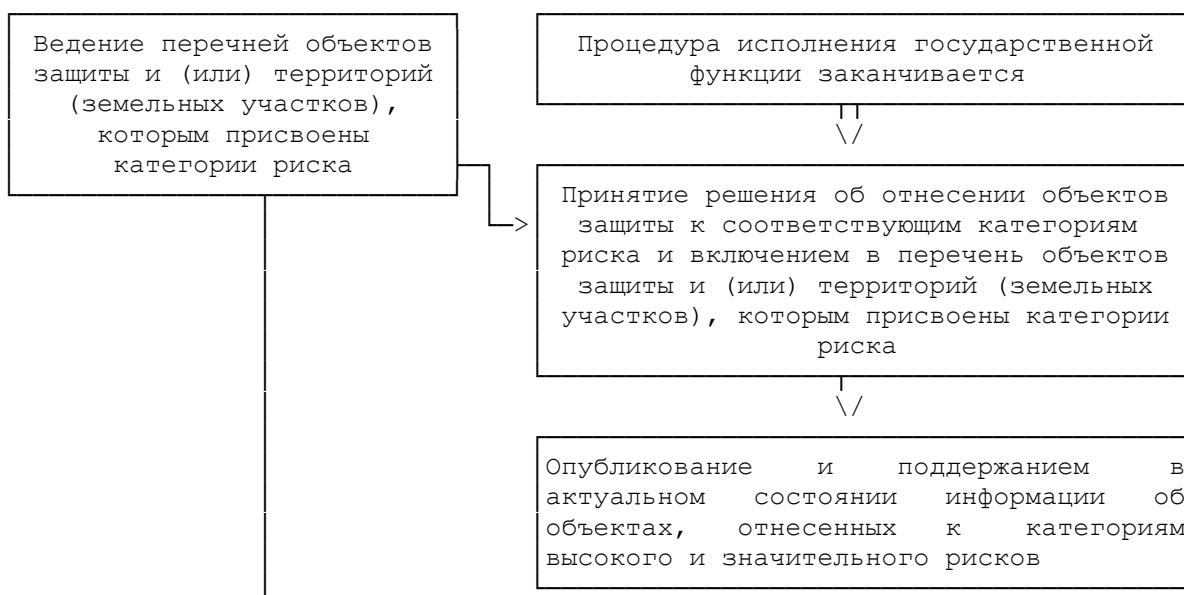 Ведение перечней объектов
защиты и (или) территорий
(земельных участков),
которым присвоены
категории риска
Процедура исполнения государственной
функции заканчивается
Принятие решения об отнесении объектов
защиты к соответствующим категориям
риска и включением в перечень объектов
защиты и (или) территорий (земельных
участков), которым присвоены категории
риска
Опубликование и поддержанием в
актуальном состоянии информации об
объектах, отнесенных к категориям
высокого и значительного рисков